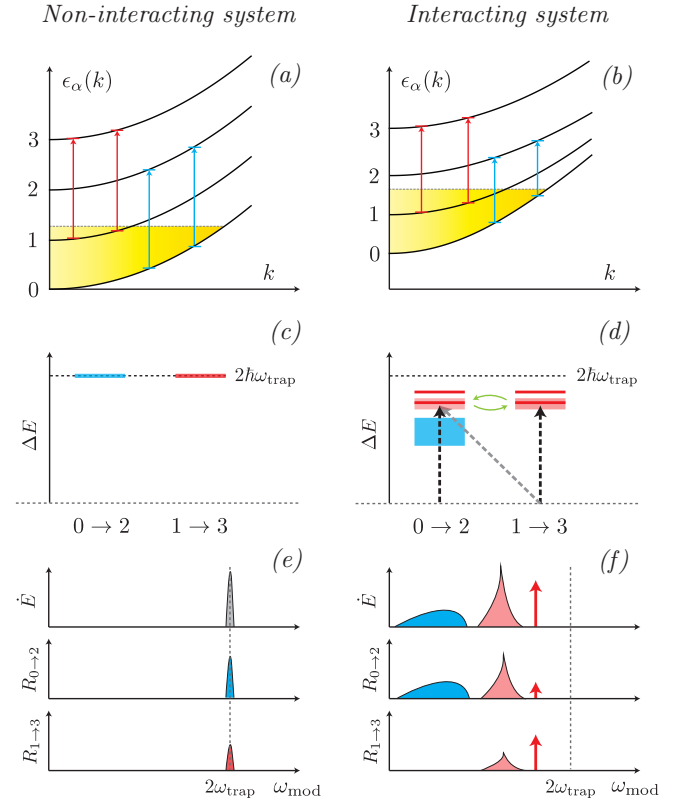 Non-interacting system
Interacting system
(a)
ϵα(k)
3
2
1
0
k
(b)
ϵα(k)
3
2
1
0
k
(c)
2ħωtrap
ΔE
0 → 2
1 → 3
(d)
2ħωtrap
ΔE
0 → 2
1 → 3
(e)
Ė
R0→2
R1→3
2ωtrap
ωmod
(f)
Ė
R0→2
R1→3
2ωtrap
ωmod